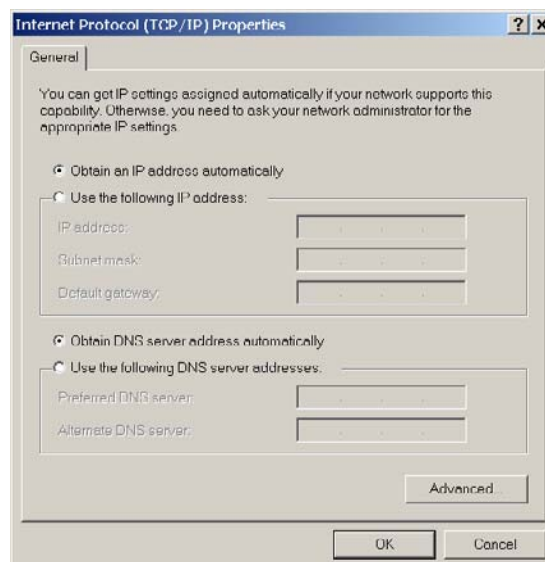 Internet Protocol (TCP/IP) Properties
General
You can get IP settings assigned automatically if your network supports this
capability. Otherwise, you need to ask your network administrator for the
appropriate IP settings.
Obtain an IP address automatically
Use the following IP address:
IP address:
Subnet mask:
Default gateway:
Obtain DNS server address automatically
Use the following DNS server addresses:
Preferred DNS server:
Alternate DNS server:
Advanced...
OK
Cancel